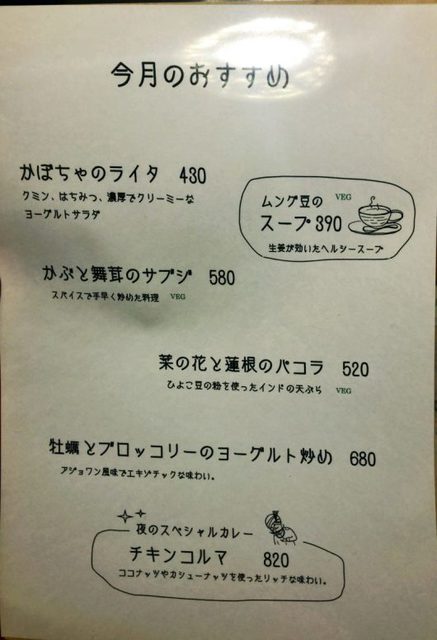 今月のおすすめ
かぼちゃのライタ 430
クミン、はちみつ、濃厚でクリーミーな
ヨーグルトサラダ
ムング豆の VEG
スープ 390
生姜が効いたヘルシースープ
かぶと舞茸のサブジ 580
スパイスで手早く炒めた料理 VEG
菜の花と蓮根のパコラ 520
ひよこ豆の粉を使ったインドの天ぷら VEG
牡蠣とブロッコリーのヨーグルト炒め 680
アジョワン風味でエキゾチックな味わい。
夜のスペシャルカレー
チキンコルマ 820
ココナッツやカシューナッツを使ったリッチな味わい。